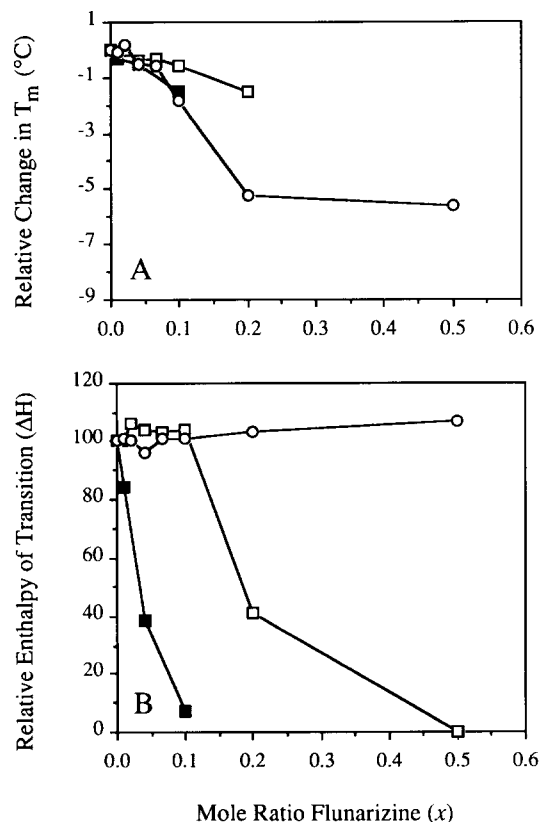 Relative Change in Tm (°C)
1
-1
-3
-5
-7
-9
A
0.0 0.1 0.2 0.3 0.4 0.5 0.6
Relative Enthalpy of Transition (ΔH)
120
100
80
60
40
20
0
B
0.0 0.1 0.2 0.3 0.4 0.5 0.6
Mole Ratio Flunarizine (x)